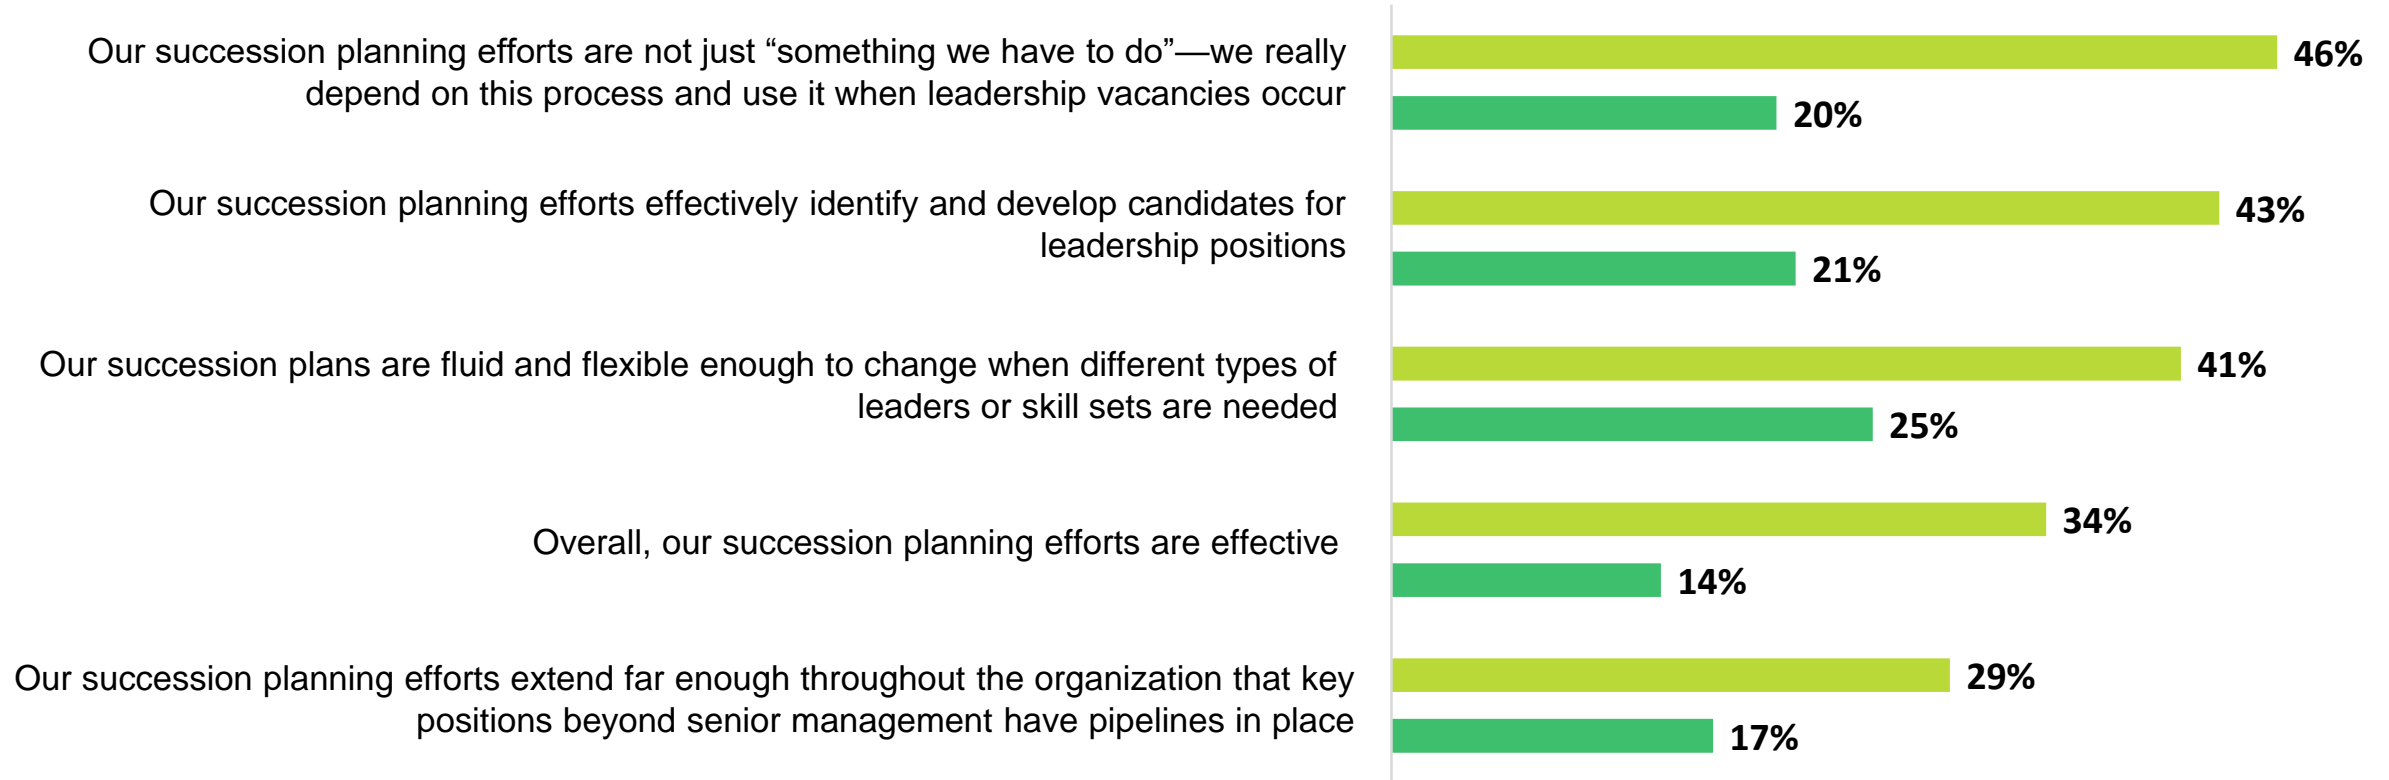 Our succession planning efforts are not just “something we have to do”—we really
depend on this process and use it when leadership vacancies occur
46%
20%
Our succession planning efforts effectively identify and develop candidates for
leadership positions
43%
21%
Our succession plans are fluid and flexible enough to change when different types of
leaders or skill sets are needed
41%
25%
Overall, our succession planning efforts are effective
34%
14%
Our succession planning efforts extend far enough throughout the organization that key
positions beyond senior management have pipelines in place
29%
17%